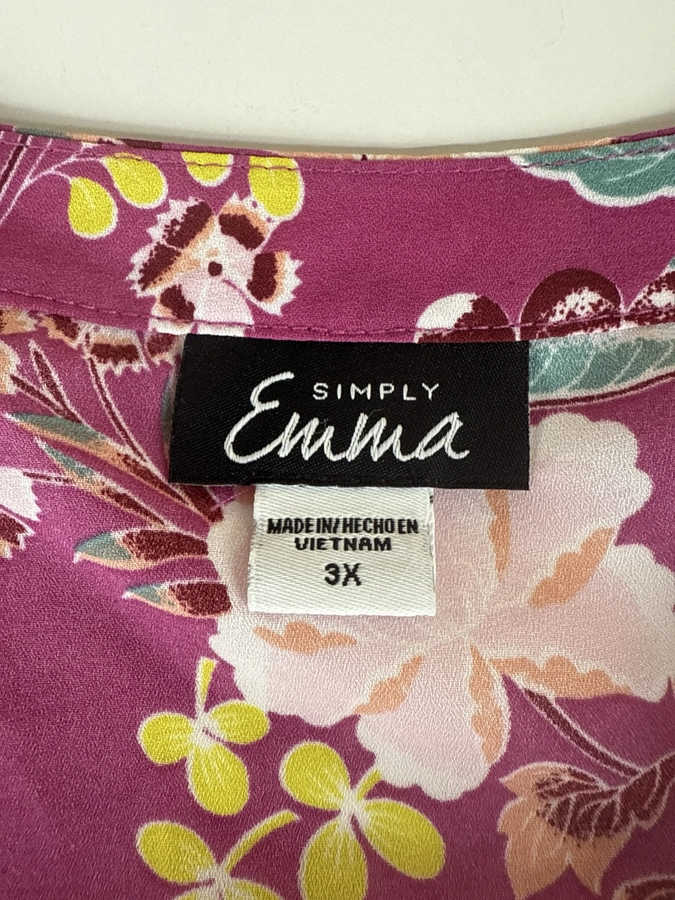 SIMPLY
Emma
MADE IN/HECHO EN
VIETNAM
3X